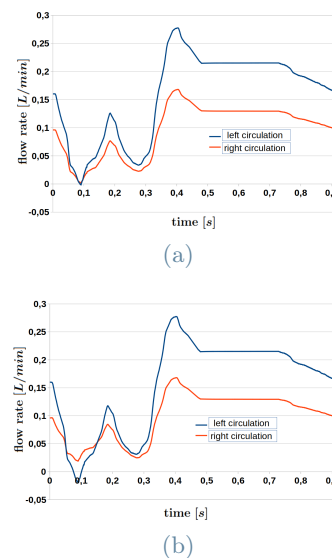 0,3
0,25
0,2
0,15
0,1
0,05
0
-0,05
flow rate [L/min]
0 0,1 0,2 0,3 0,4 0,5 0,6 0,7 0,8
left circulation
right circulation
time [s]
(a)
0,3
0,25
0,2
0,15
0,1
0,05
0
-0,05
flow rate [L/min]
0 0,1 0,2 0,3 0,4 0,5 0,6 0,7 0,8
left circulation
right circulation
time [s]
(b)